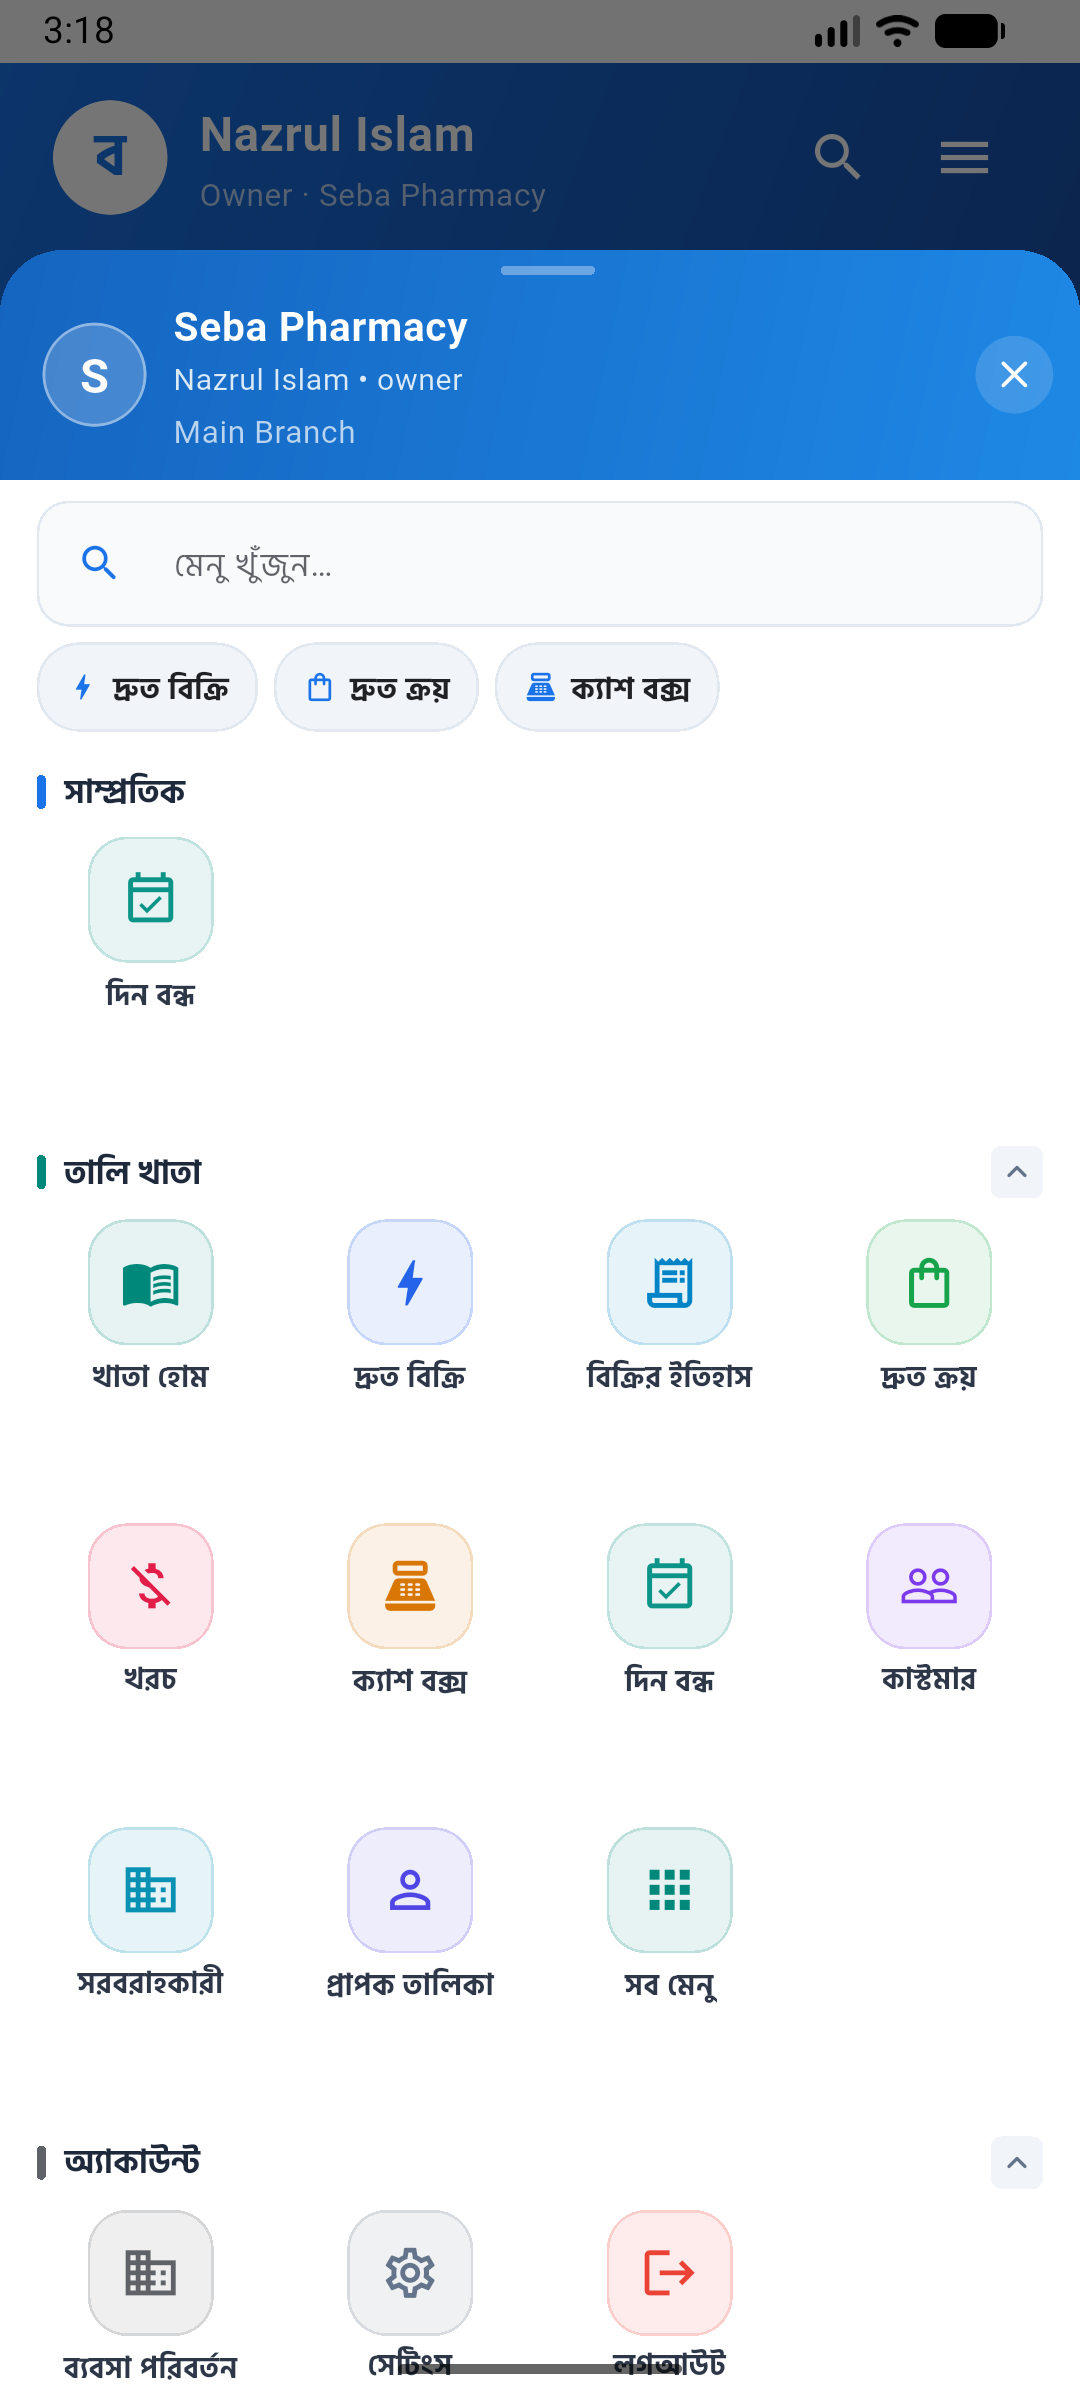 3:18
ব
Nazrul Islam
Owner · Seba Pharmacy
S
Seba Pharmacy
Nazrul Islam • owner
Main Branch
মেনু খুঁজুন...
দ্রুত বিক্রি
দ্রুত ক্রয়
ক্যাশ বক্স
সাম্প্রতিক
দিন বন্ধ
তালি খাতা
খাতা হোম
দ্রুত বিক্রি
বিক্রির ইতিহাস
দ্রুত ক্রয়
খরচ
ক্যাশ বক্স
দিন বন্ধ
কাস্টমার
সরবরাহকারী
প্রাপক তালিকা
সব মেনু
অ্যাকাউন্ট
ব্যবসা পরিবর্তন
সেটিংস
লগআউট